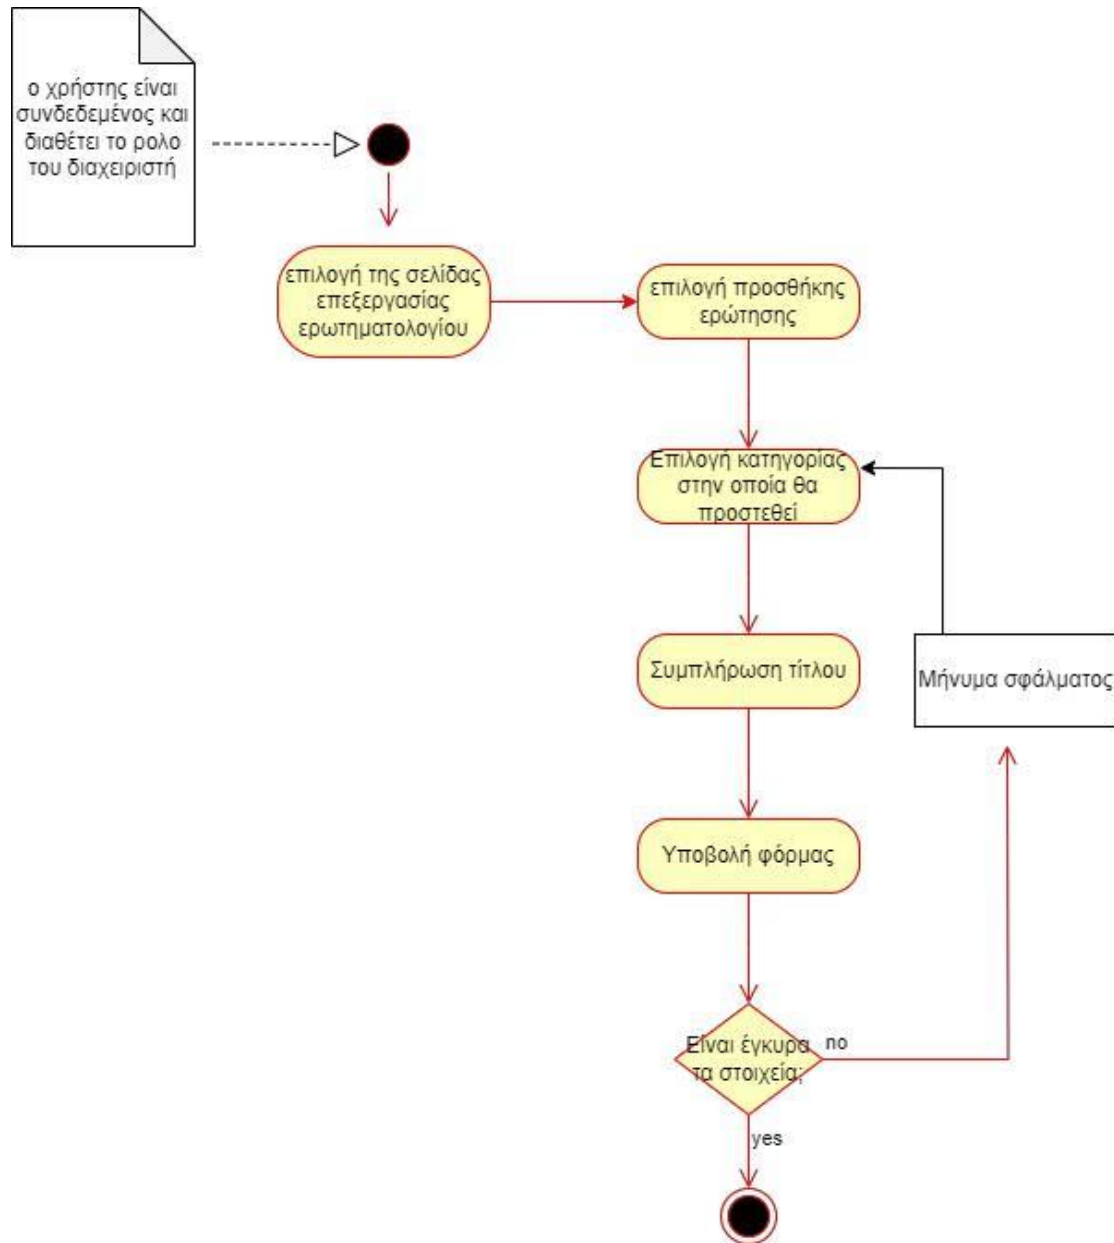 ο χρήστης είναι
συνδεδεμένος και
διαθέτει το ρολο
του διαχειριστή
επιλογή της σελίδας
επεξεργασίας
ερωτηματολογίου
επιλογή προσθήκης
ερώτησης
Επιλογή κατηγορίας
στην οποία θα
προστεθεί
Συμπλήρωση τίτλου
Μήνυμα σφάλματος
Υποβολή φόρμας
Είναι έγκυρα
τα στοιχεία;
no
yes